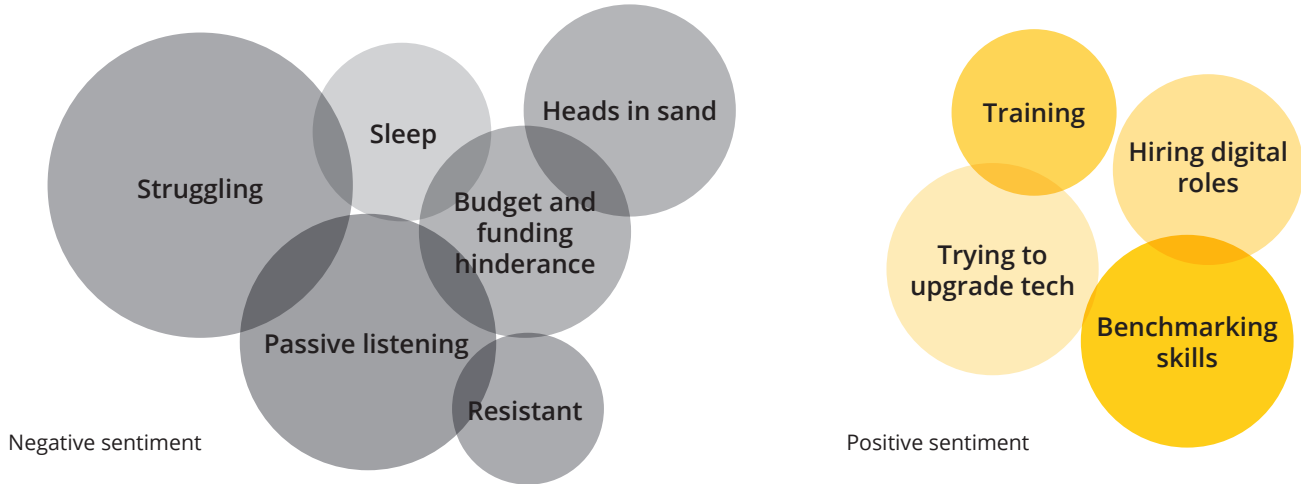 Struggling
Sleep
Heads in sand
Budget and
funding
hinderance
Passive listening
Resistant
Negative sentiment
Training
Hiring digital
roles
Trying to
upgrade tech
Benchmarking
skills
Positive sentiment